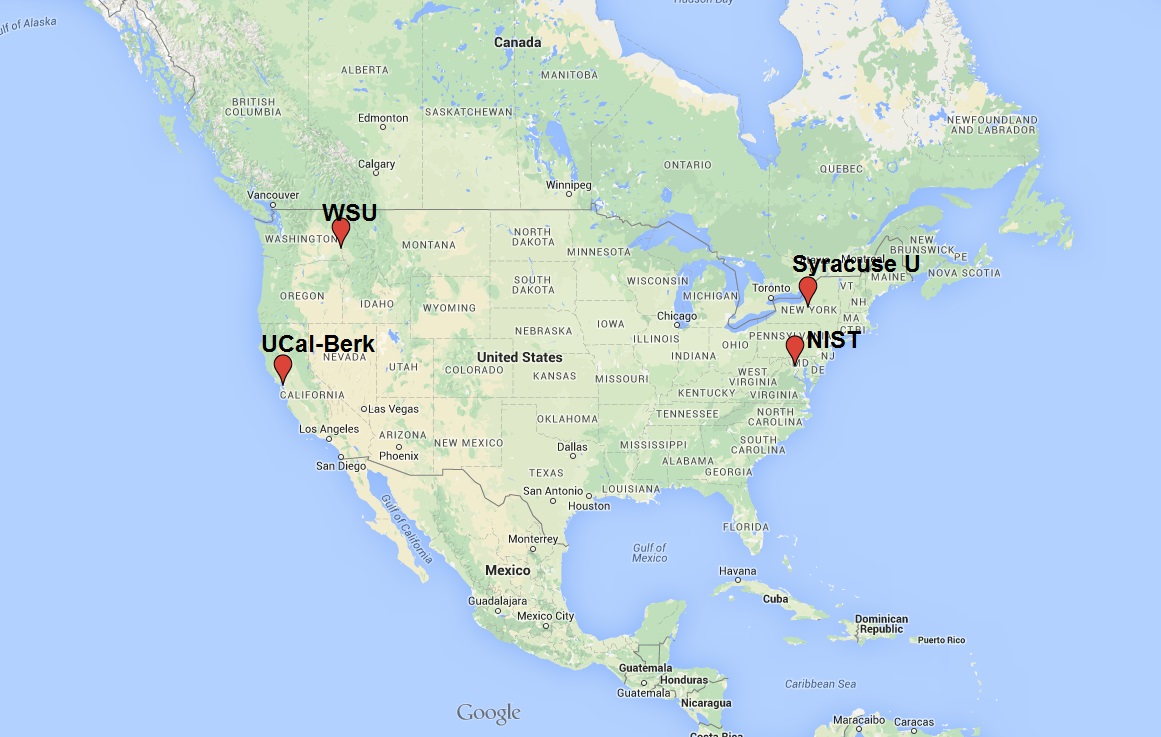 Hudson Bay
Gulf of Alaska
Canada
ALBERTA
MANITOBA
BRITISH
COLUMBIA
SASKATCHEWAN
Edmonton
NEWFOUNDLAND
AND LABRADOR
Calgary
ONTARIO
QUEBEC
Winnipeg
Vancouver
WSU
WASHINGTON
MONTANA
NORTH
DAKOTA
MINNESOTA
NEW
BRUNSWICK
PE
Montreal
Syracuse U
MAINE
NOVA SCOTIA
OREGON
IDAHO
WYOMING
SOUTH
DAKOTA
WISCONSIN
MICHIGAN
Toronto
VT
NH
NEW YORK
MA
CT
RI
Chicago
IOWA
NEBRASKA
ILLINOIS
INDIANA
OHIO
PENNSYLVANIA
NIST
NJ
MD
DE
UCal-Berk
NEVADA
UTAH
COLORADO
United States
KANSAS
MISSOURI
WEST
VIRGINIA
VIRGINIA
KENTUCKY
CALIFORNIA
Las Vegas
TENNESSEE
NORTH
CAROLINA
OKLAHOMA
Los Angeles
ARIZONA
NEW MEXICO
Phoenix
Dallas
MISSISSIPPI
SOUTH
CAROLINA
ALABAMA
GEORGIA
San Diego
TEXAS
San Antonio
Houston
LOUISIANA
Gulf of California
FLORIDA
Monterrey
Gulf of
Mexico
Mexico
Havana
Cuba
Guadalajara
Mexico City
Dominican
Republic
Puerto Rico
Guatemala
Honduras
Guatemala
Nicaragua
Caribbean Sea
Google
Maracaibo
Caracas
Costa Rica